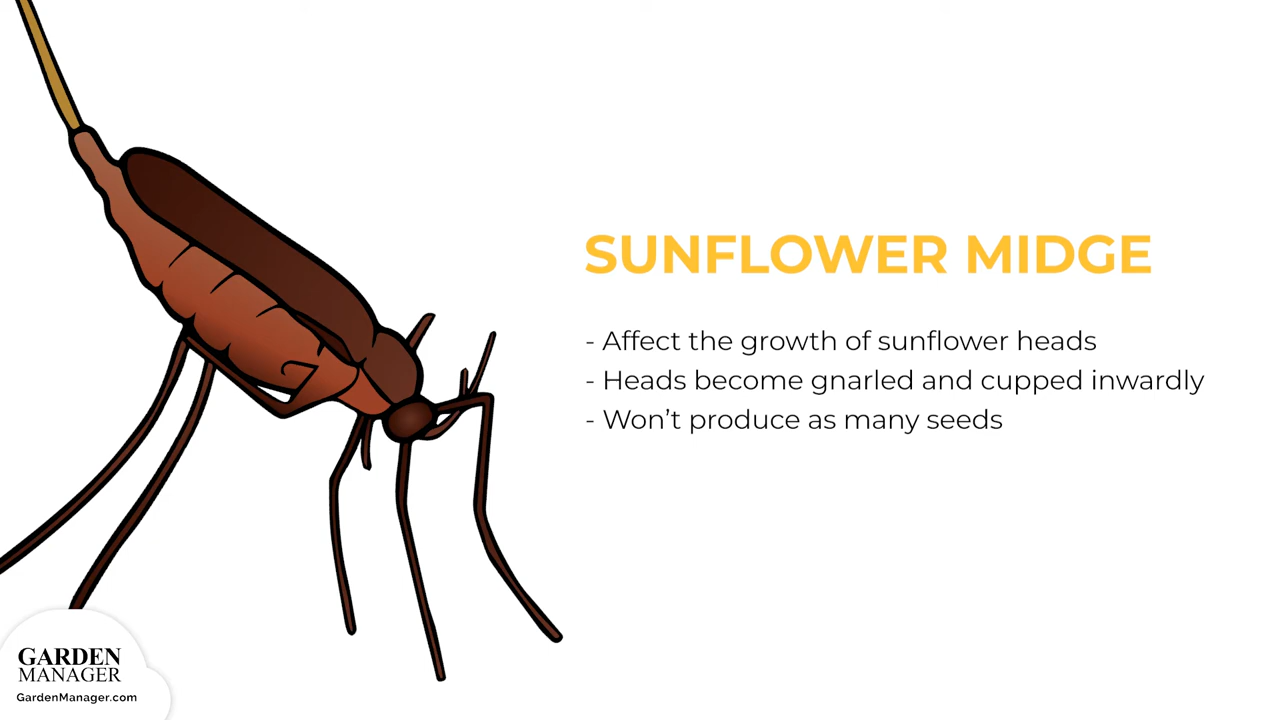 SUNFLOWER MIDGE
- Affect the growth of sunflower heads
- Heads become gnarled and cupped inwardly
- Won’t produce as many seeds
GARDEN
MANAGER
GardenManager.com